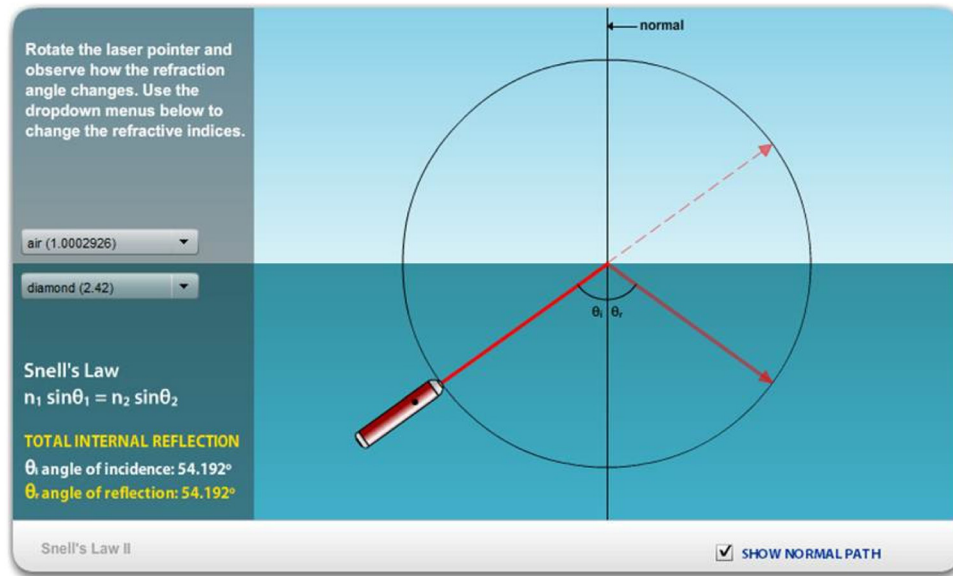 normal
Rotate the laser pointer and
observe how the refraction
angle changes. Use the
dropdown menus below to
change the refractive indices.
air (1.0002926)
diamond (2.42)
θi θr
Snell's Law
n₁ sinθ₁ = n₂ sinθ₂
TOTAL INTERNAL REFLECTION
θi angle of incidence: 54.192º
θr angle of reflection: 54.192º
Snell's Law II
SHOW NORMAL PATH